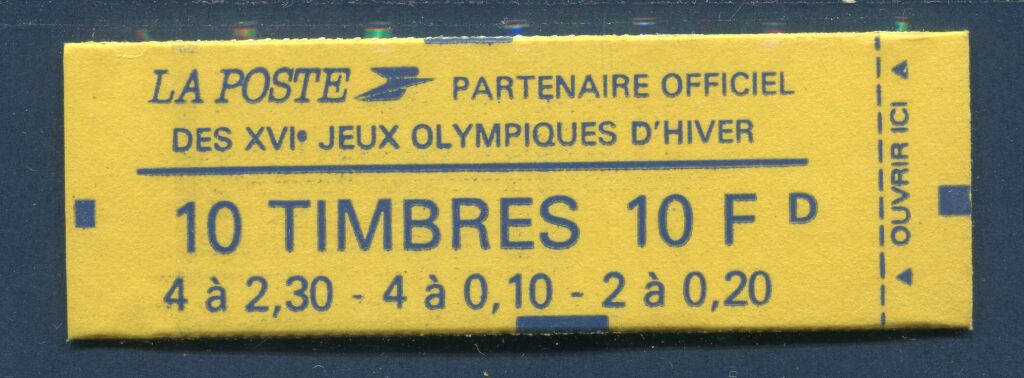 LA POSTE PARTENAIRE OFFICIEL
DES XVIe JEUX OLYMPIQUES D'HIVER
10 TIMBRES 10 F D
4 à 2,30 - 4 à 0,10 - 2 à 0,20
▲ OUVRIR ICI ▲